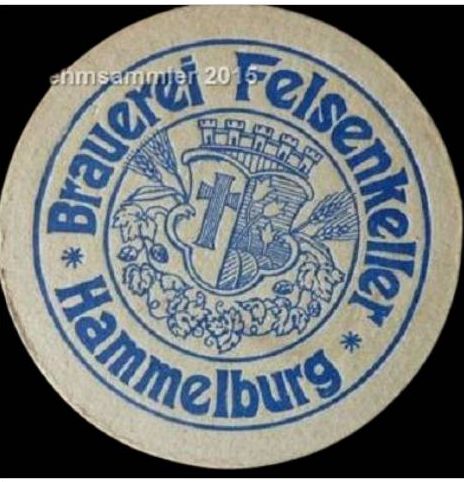 ehmsammler 2015
Brauerei Felsenkeller
* Hammelburg *